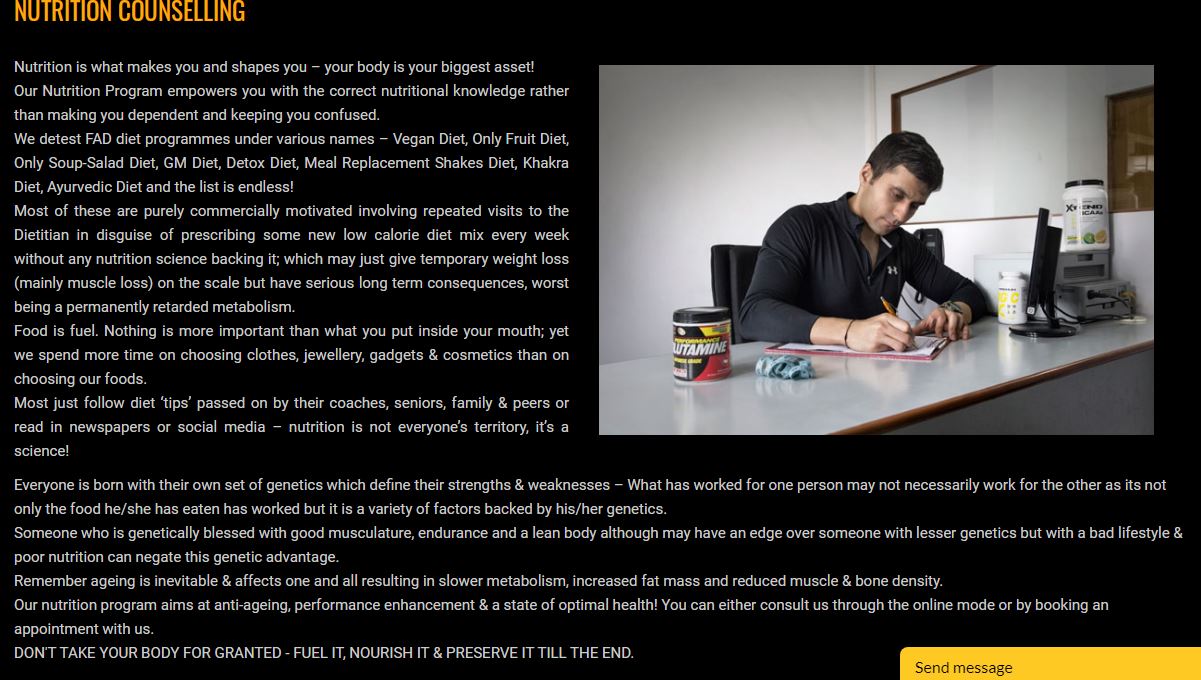 NUTRITION COUNSELLING
Nutrition is what makes you and shapes you – your body is your biggest asset!
Our Nutrition Program empowers you with the correct nutritional knowledge rather
than making you dependent and keeping you confused.
We detest FAD diet programmes under various names – Vegan Diet, Only Fruit Diet,
Only Soup-Salad Diet, GM Diet, Detox Diet, Meal Replacement Shakes Diet, Khakra
Diet, Ayurvedic Diet and the list is endless!
Most of these are purely commercially motivated involving repeated visits to the
Dietitian in disguise of prescribing some new low calorie diet mix every week
without any nutrition science backing it; which may just give temporary weight loss
(mainly muscle loss) on the scale but have serious long term consequences, worst
being a permanently retarded metabolism.
Food is fuel. Nothing is more important than what you put inside your mouth; yet
we spend more time on choosing clothes, jewellery, gadgets & cosmetics than on
choosing our foods.
Most just follow diet ‘tips’ passed on by their coaches, seniors, family & peers or
read in newspapers or social media – nutrition is not everyone’s territory, it’s a
science!
XTEND
BCAAs
PERFORMANCE
LUTAMINE
Everyone is born with their own set of genetics which define their strengths & weaknesses – What has worked for one person may not necessarily work for the other as its not
only the food he/she has eaten has worked but it is a variety of factors backed by his/her genetics.
Someone who is genetically blessed with good musculature, endurance and a lean body although may have an edge over someone with lesser genetics but with a bad lifestyle &
poor nutrition can negate this genetic advantage.
Remember ageing is inevitable & affects one and all resulting in slower metabolism, increased fat mass and reduced muscle & bone density.
Our nutrition program aims at anti-ageing, performance enhancement & a state of optimal health! You can either consult us through the online mode or by booking an
appointment with us.
DON'T TAKE YOUR BODY FOR GRANTED - FUEL IT, NOURISH IT & PRESERVE IT TILL THE END.
Send message